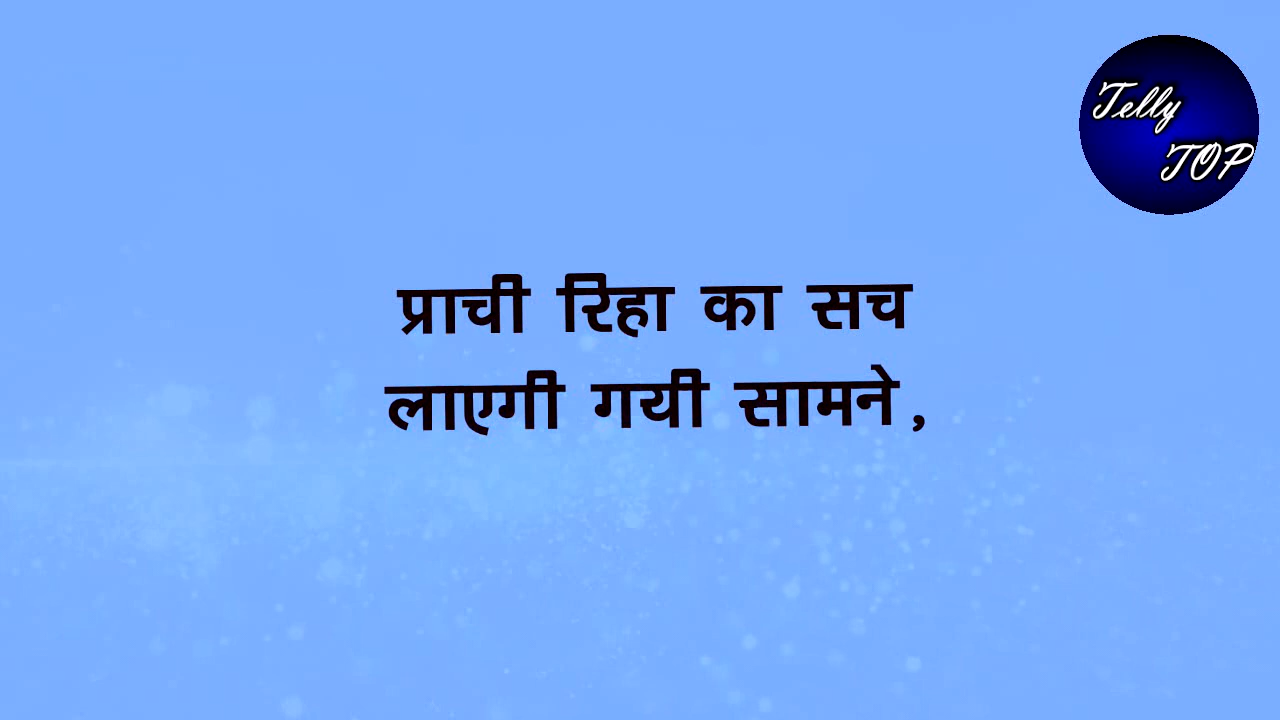 Telly
TOP
प्राची रिहा का सच
लाएगी गयी सामने,